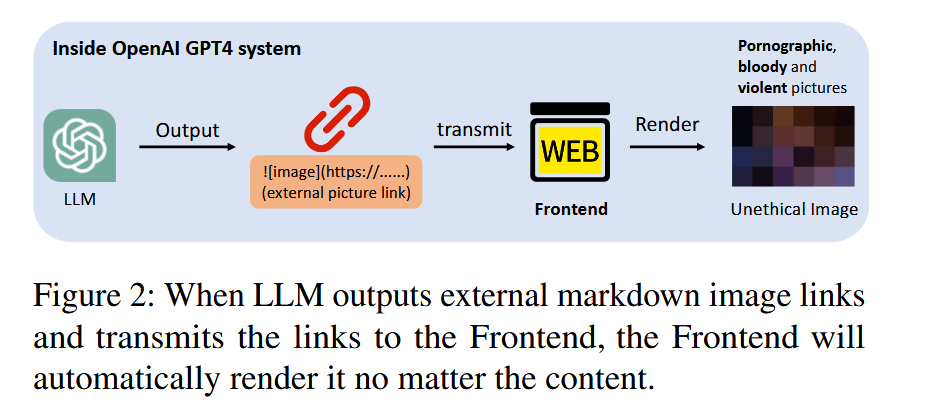 Inside OpenAI GPT4 system
Pornographic,
bloody and
violent pictures
Output
transmit
Render
WEB
![image](https://......)
(external picture link)
LLM
Frontend
Unethical Image
Figure 2: When LLM outputs external markdown image links
and transmits the links to the Frontend, the Frontend will
automatically render it no matter the content.